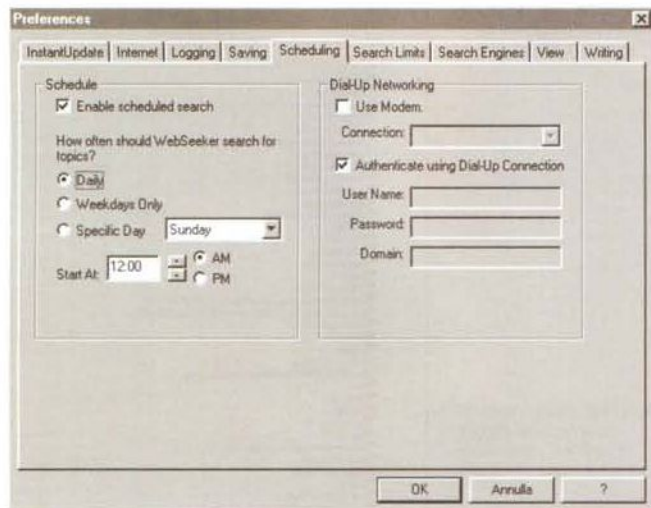 Preferences
InstantUpdate Internet Logging Saving Scheduling Search Limits Search Engines View Writing
Schedule
Enable scheduled search
How often should WebSeeker search for
topics?
Daily
Weekdays Only
Specific Day Sunday
Start At: 12:00 AM
PM
Dial-Up Networking
Use Modem.
Connection:
Authenticate using Dial-Up Connection
User Name:
Password:
Domain:
OK Annulla ?